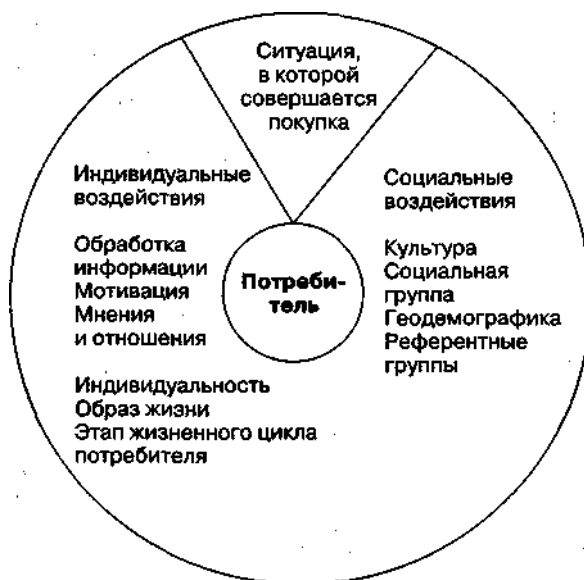 Ситуация,
в которой
совершается
покупка
Индивидуальные
воздействия
Обработка
информации
Мотивация
Мнения
и отношения
Индивидуальность
Образ жизни
Этап жизненного цикла
потребителя
Потреби-
тель
Социальные
воздействия
Культура
Социальная
группа
Геодемографика
Референтные
группы